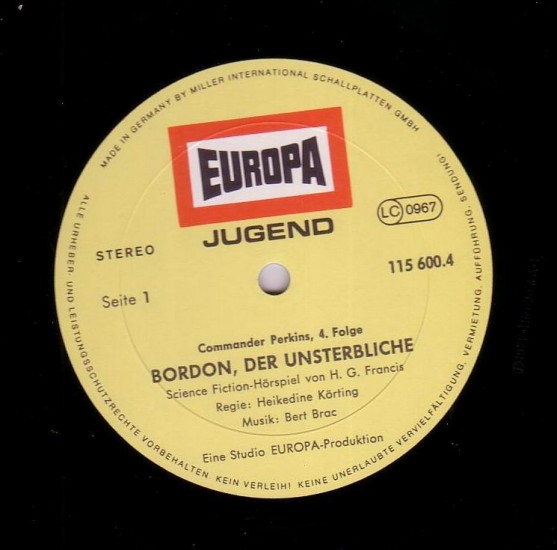 MADE IN GERMANY BY MILLER INTERNATIONAL SCHALLPLATTEN GMBH
EUROPA
JUGEND
LC 0967
STEREO
115 600.4
Seite 1
Commander Perkins, 4. Folge
BORDON, DER UNSTERBLICHE
Science Fiction-Hörspiel von H. G. Francis
Regie: Heikedine Körting
Musik: Bert Brac
Eine Studio EUROPA-Produktion
ALLE URHEBER- UND LEISTUNGSSCHUTZRECHTE VORBEHALTEN KEIN VERLEIH! KEINE UNERLAUBTE VERVIELFÄLTIGUNG, VERMIETUNG, AUFFÜHRUNG, SENDUNG!